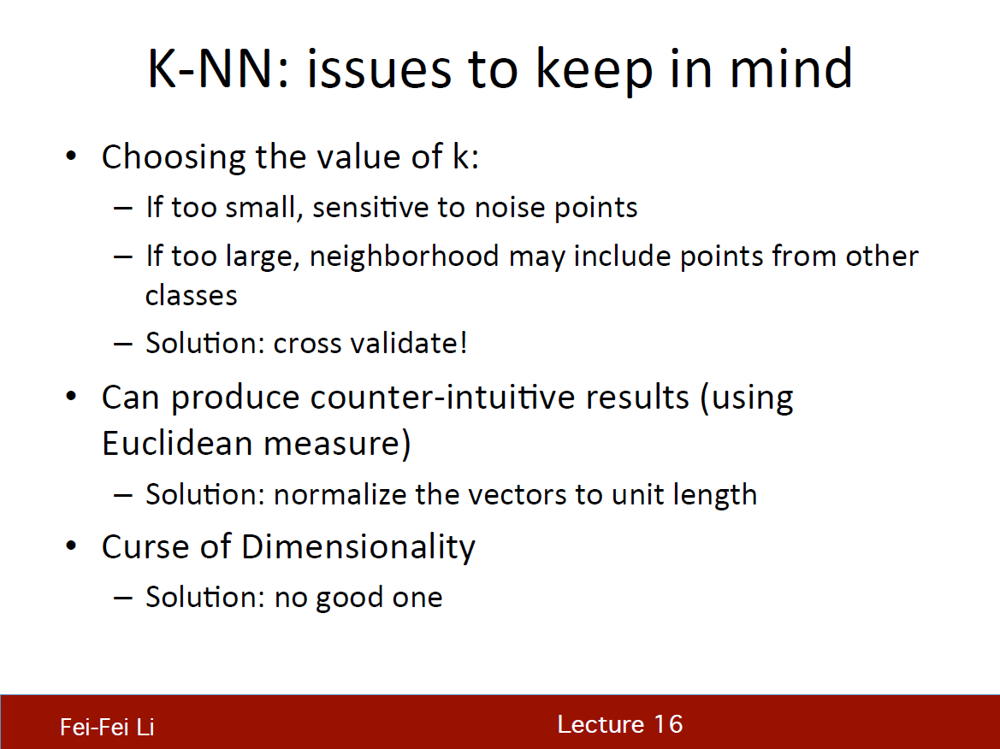 K-NN: issues to keep in mind
• Choosing the value of k:
– If too small, sensitive to noise points
– If too large, neighborhood may include points from other
classes
– Solution: cross validate!
• Can produce counter-intuitive results (using
Euclidean measure)
– Solution: normalize the vectors to unit length
• Curse of Dimensionality
– Solution: no good one
Fei-Fei Li
Lecture 16